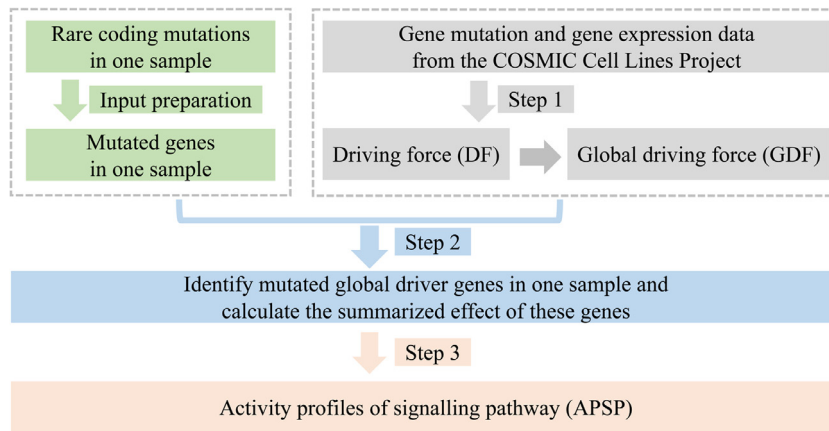 Rare coding mutations
in one sample
Input preparation
Mutated genes
in one sample
Gene mutation and gene expression data
from the COSMIC Cell Lines Project
Step 1
Driving force (DF)
Global driving force (GDF)
Step 2
Identify mutated global driver genes in one sample and
calculate the summarized effect of these genes
Step 3
Activity profiles of signalling pathway (APSP)